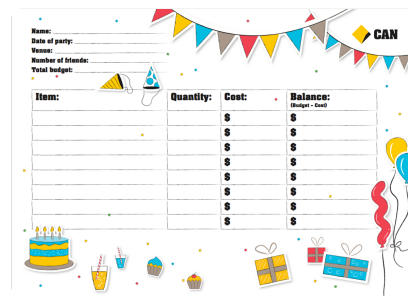 Name:
Date of party:
Venue:
Number of friends:
Total budget:
CAN
Item: Quantity: Cost: Balance:
(Budget - Cost)
$ $
$ $
$ $
$ $
$ $
$ $
$ $
$ $